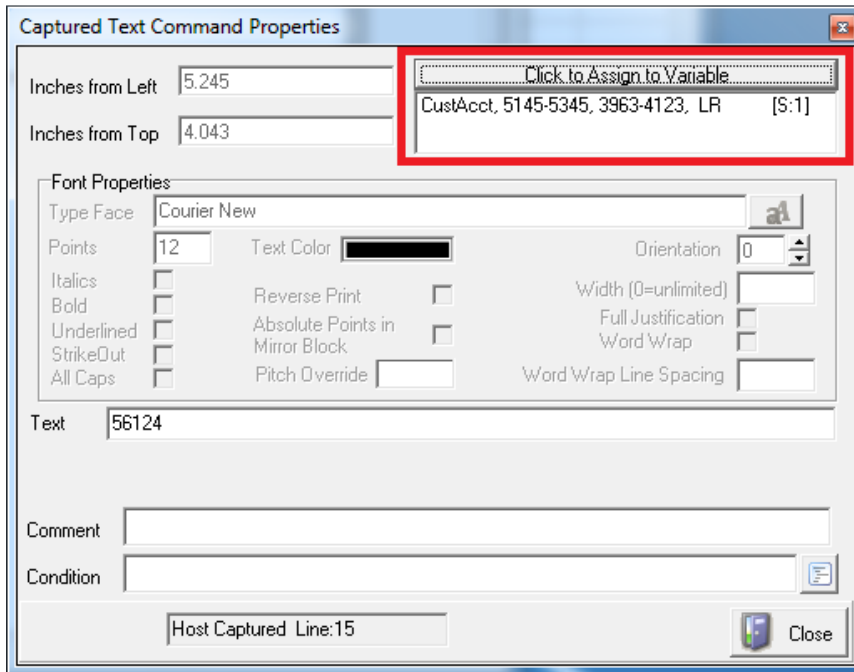 Captured Text Command Properties
Inches from Left 5.245
Click to Assign to Variable
CustAcct, 5145-5345, 3963-4123, LR [S:1]
Inches from Top 4.043
Font Properties
Type Face Courier New
Points 12 Text Color Orientation 0
Italics
Bold
Underlined
StrikeOut
All Caps
Reverse Print
Absolute Points in
Mirror Block
Pitch Override
Width (0=unlimited)
Full Justification
Word Wrap
Word Wrap Line Spacing
Text 56124
Comment
Condition
Host Captured Line:15
Close